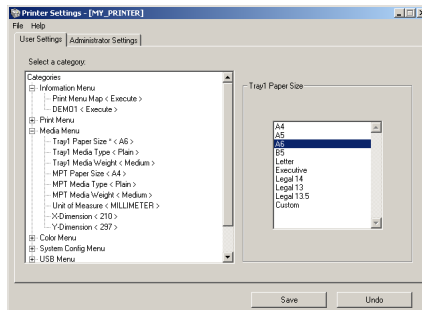 Printer Settings - [MY_PRINTER]
File Help
User Settings Administrator Settings
Select a category:
Categories
Information Menu
Print Menu Map < Execute >
DEMO1 < Execute >
Print Menu
Media Menu
Tray1 Paper Size * < A6 >
Tray1 Media Type < Plain >
Tray1 Media Weight < Medium >
MPT Paper Size < A4 >
MPT Media Type < Plain >
MPT Media Weight < Medium >
Unit of Measure < MILLIMETER >
X-Dimension < 210 >
Y-Dimension < 297 >
Color Menu
System Config Menu
USB Menu
Tray1 Paper Size
A4
A5
A6
B5
Letter
Executive
Legal 14
Legal 13
Legal 13.5
Custom
Save Undo